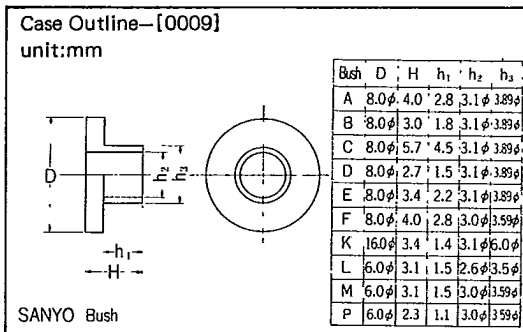 Case Outline—[0009]
unit:mm
Bush D H h₁ h₂ h₃
A 8.0φ 4.0 2.8 3.1φ 3.89φ
B 8.0φ 3.0 1.8 3.1φ 3.89φ
C 8.0φ 5.7 4.5 3.1φ 3.89φ
D 8.0φ 2.7 1.5 3.1φ 3.89φ
E 8.0φ 3.4 2.2 3.1φ 3.89φ
F 8.0φ 4.0 2.8 3.0φ 3.59φ
K 16.0φ 3.4 1.4 3.1φ 6.0φ
L 6.0φ 3.1 1.5 2.6φ 3.5φ
M 6.0φ 3.1 1.5 3.0φ 3.59φ
P 6.0φ 2.3 1.1 3.0φ 3.59φ
D
h₂
h₃
h₁
H
SANYO Bush